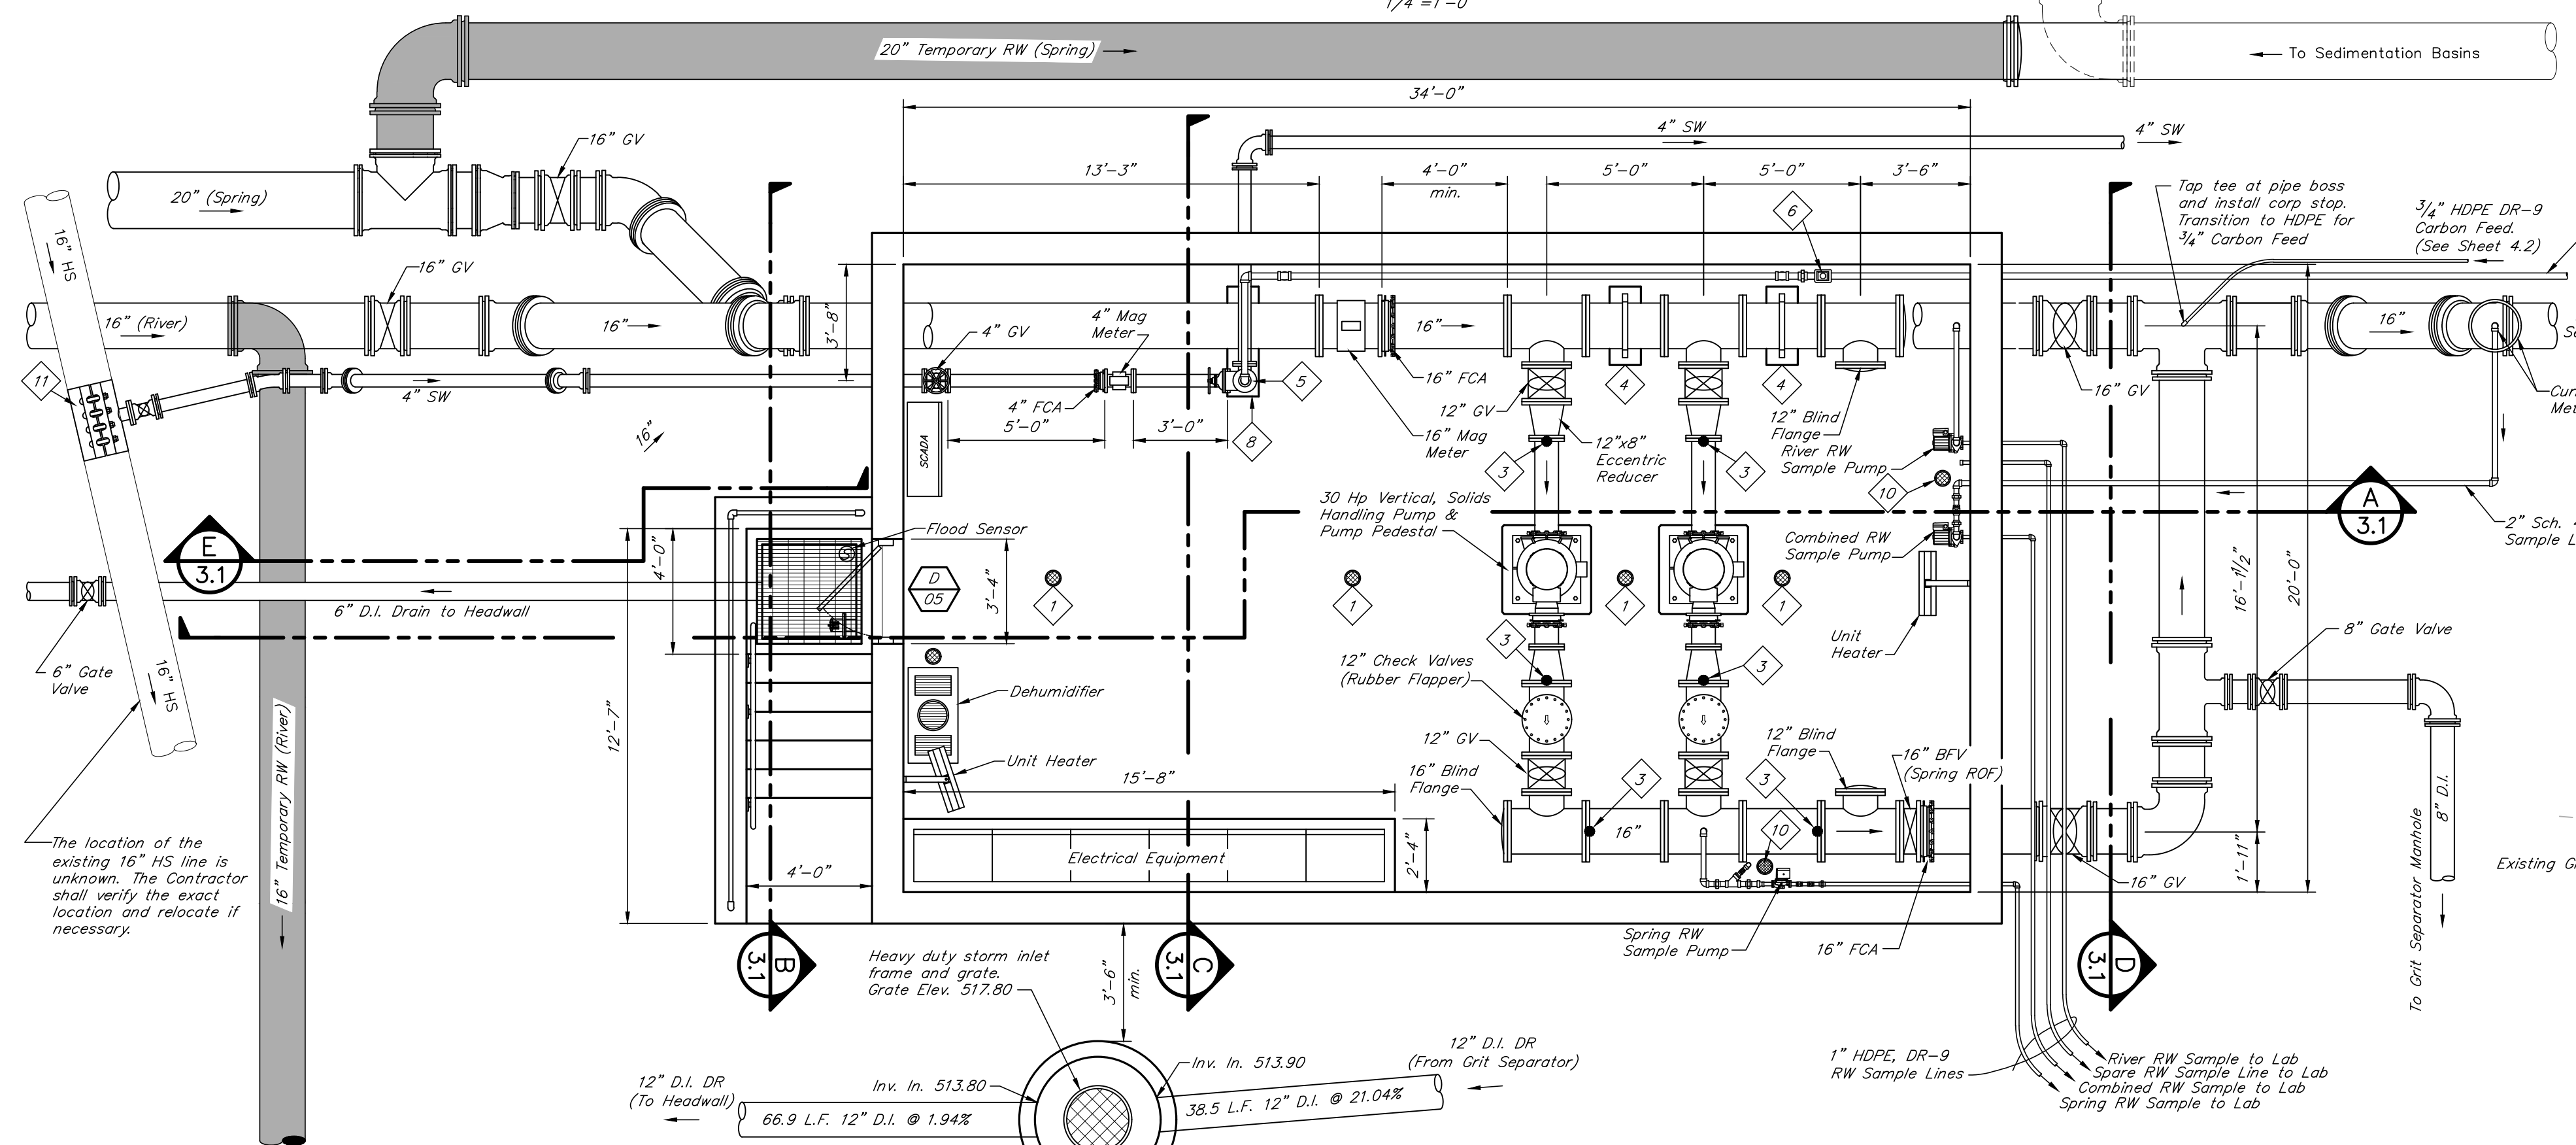 1/4"=1'-0"
20" Temporary RW (Spring)
To Sedimentation Basins
34'-0"
4" SW
4" SW
16" GV
13'-3"
4'-0"
min.
5'-0"
5'-0"
3'-6"
20" (Spring)
16" HS
6
Tap tee at pipe boss
and install corp stop.
Transition to HDPE for
3/4" Carbon Feed
3/4" HDPE DR-9
Carbon Feed.
(See Sheet 4.2)
16" GV
16" (River)
16"
3'-8"
4" GV
4" Mag
Meter
16"
16"
11
4" SW
4" FCA
5
16" FCA
4
4
16" GV
5'-0"
3'-0"
8
16" Mag
Meter
12" GV
12"x8"
Eccentric
Reducer
12" Blind
Flange
River RW
Sample Pump
16"
SCADA
3
3
10
30 Hp Vertical, Solids
Handling Pump &
Pump Pedestal
A
3.1
2" Sch.
Flood Sensor
Combined RW
Sample Pump
E
3.1
4'-0"
3'-4"
D
05
1
1
1
1
16'-1 1/2"
20'-0"
6" D.I. Drain to Headwall
6" Gate
Valve
16" HS
3
3
Unit
Heater
8" Gate Valve
12" Check Valves
(Rubber Flapper)
Dehumidifier
12'-7"
Unit Heater
12" GV
16" Blind
Flange
15'-8"
3
3
12" Blind
Flange
16" BFV
(Spring ROF)
16" Temporary RW (River)
8" D.I.
The location of the
existing 16" HS line is
unknown. The Contractor
shall verify the exact
location and relocate if
necessary.
4'-0"
Electrical Equipment
2'-4"
16"
10
1'-11"
16" GV
To Grit Separator Manhole
Spring RW
Sample Pump
16" FCA
B
3.1
C
3.1
D
3.1
Heavy duty storm inlet
frame and grate.
Grate Elev. 517.80
3'-6"
min.
12" D.I. DR
(To Headwall)
Inv. In. 513.80
Inv. In. 513.90
12" D.I. DR
(From Grit Separator)
66.9 L.F. 12" D.I. @ 1.94%
38.5 L.F. 12" D.I. @ 21.04%
1" HDPE, DR-9
RW Sample Lines
River RW Sample to Lab
Spare RW Sample Line to Lab
Combined RW Sample to Lab
Spring RW Sample to Lab
Existing